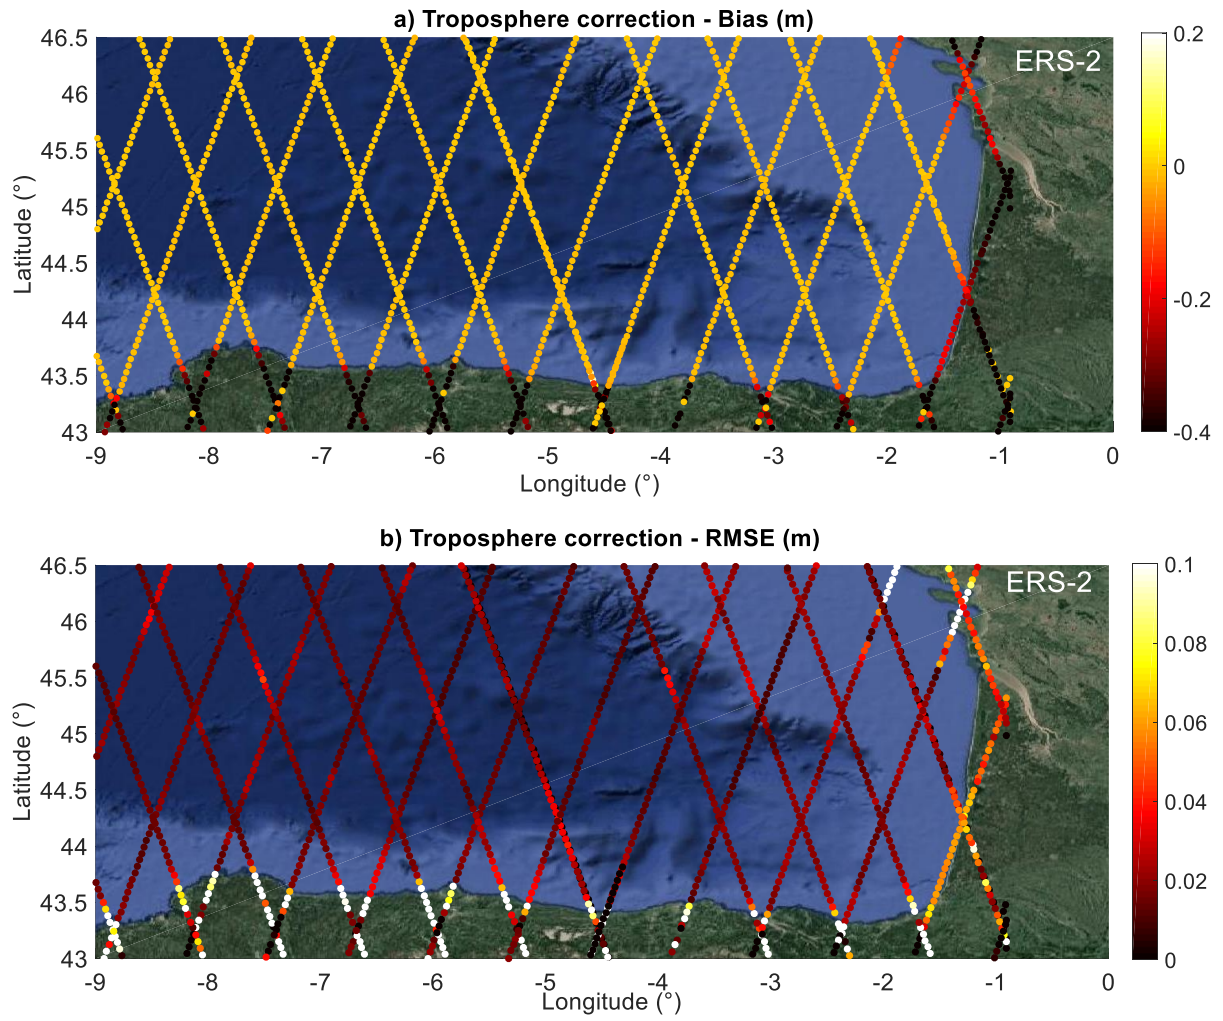 a) Troposphere correction - Bias (m)
ERS-2
46.5
46
45.5
45
44.5
44
43.5
43
Latitude (°)
-9 -8 -7 -6 -5 -4 -3 -2 -1 0
Longitude (°)
0.2
0
-0.2
-0.4
b) Troposphere correction - RMSE (m)
ERS-2
46.5
46
45.5
45
44.5
44
43.5
43
Latitude (°)
-9 -8 -7 -6 -5 -4 -3 -2 -1 0
Longitude (°)
0.1
0.08
0.06
0.04
0.02
0